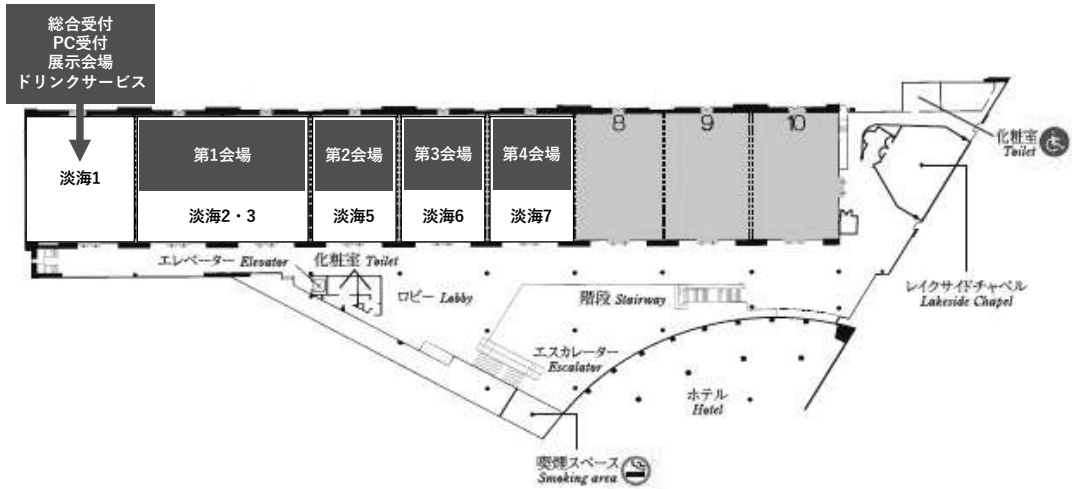 総合受付
PC受付
展示会場
ドリンクサービス
淡海1
第1会場
淡海2・3
第2会場
淡海5
第3会場
淡海6
第4会場
淡海7
8
9
10
化粧室
Toilet
エレベーター Elevator
化粧室 Toilet
ロビー Lobby
階段 Stairway
レイクサイドチャペル
Lakeside Chapel
エスカレーター
Escalator
ホテル
Hotel
喫煙スペース
Smoking area